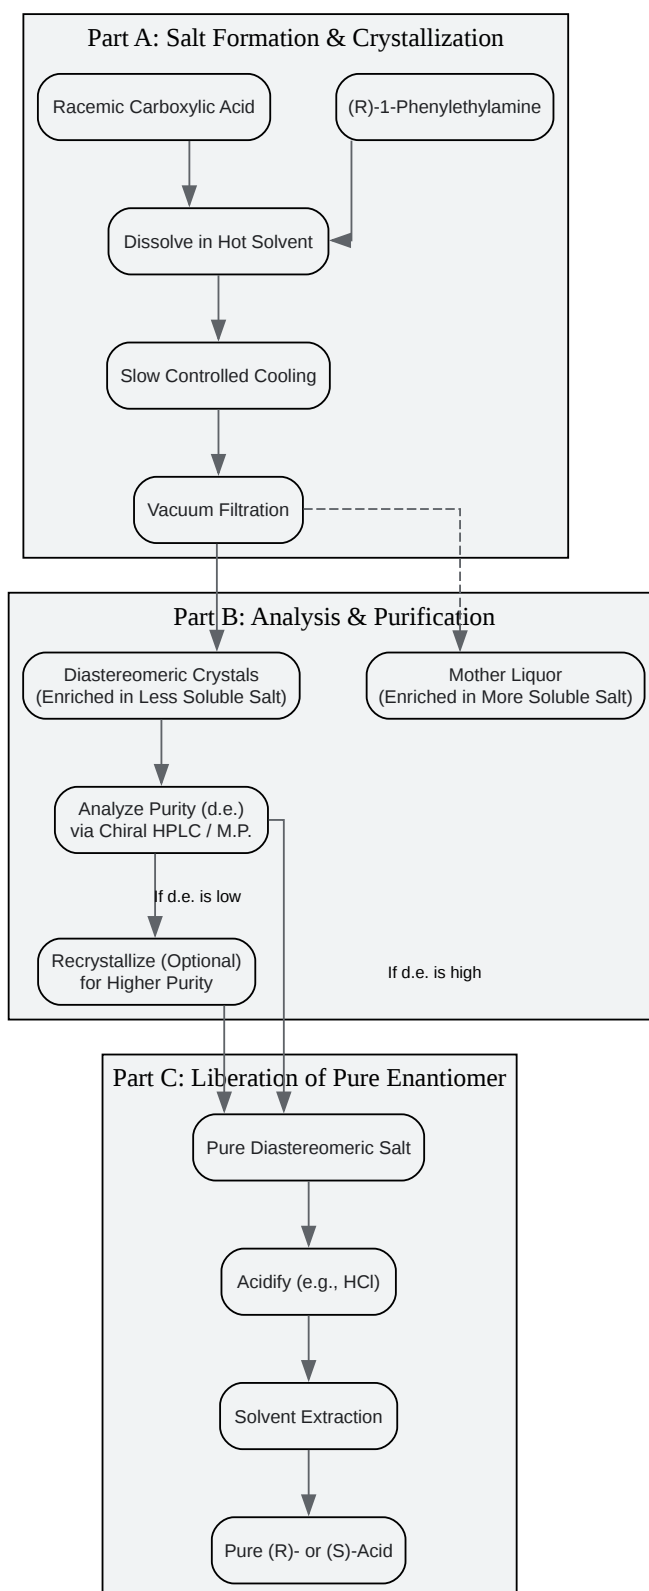 Part A: Salt Formation & Crystallization
Racemic Carboxylic Acid
(R)-1-Phenylethylamine
Dissolve in Hot Solvent
Slow Controlled Cooling
Vacuum Filtration
Part B: Analysis & Purification
Diastereomeric Crystals
(Enriched in Less Soluble Salt)
Mother Liquor
(Enriched in More Soluble Salt)
Analyze Purity (d.e.)
via Chiral HPLC / M.P.
If d.e. is low
Recrystallize (Optional)
for Higher Purity
If d.e. is high
Part C: Liberation of Pure Enantiomer
Pure Diastereomeric Salt
Acidify (e.g., HCl)
Solvent Extraction
Pure (R)- or (S)-Acid